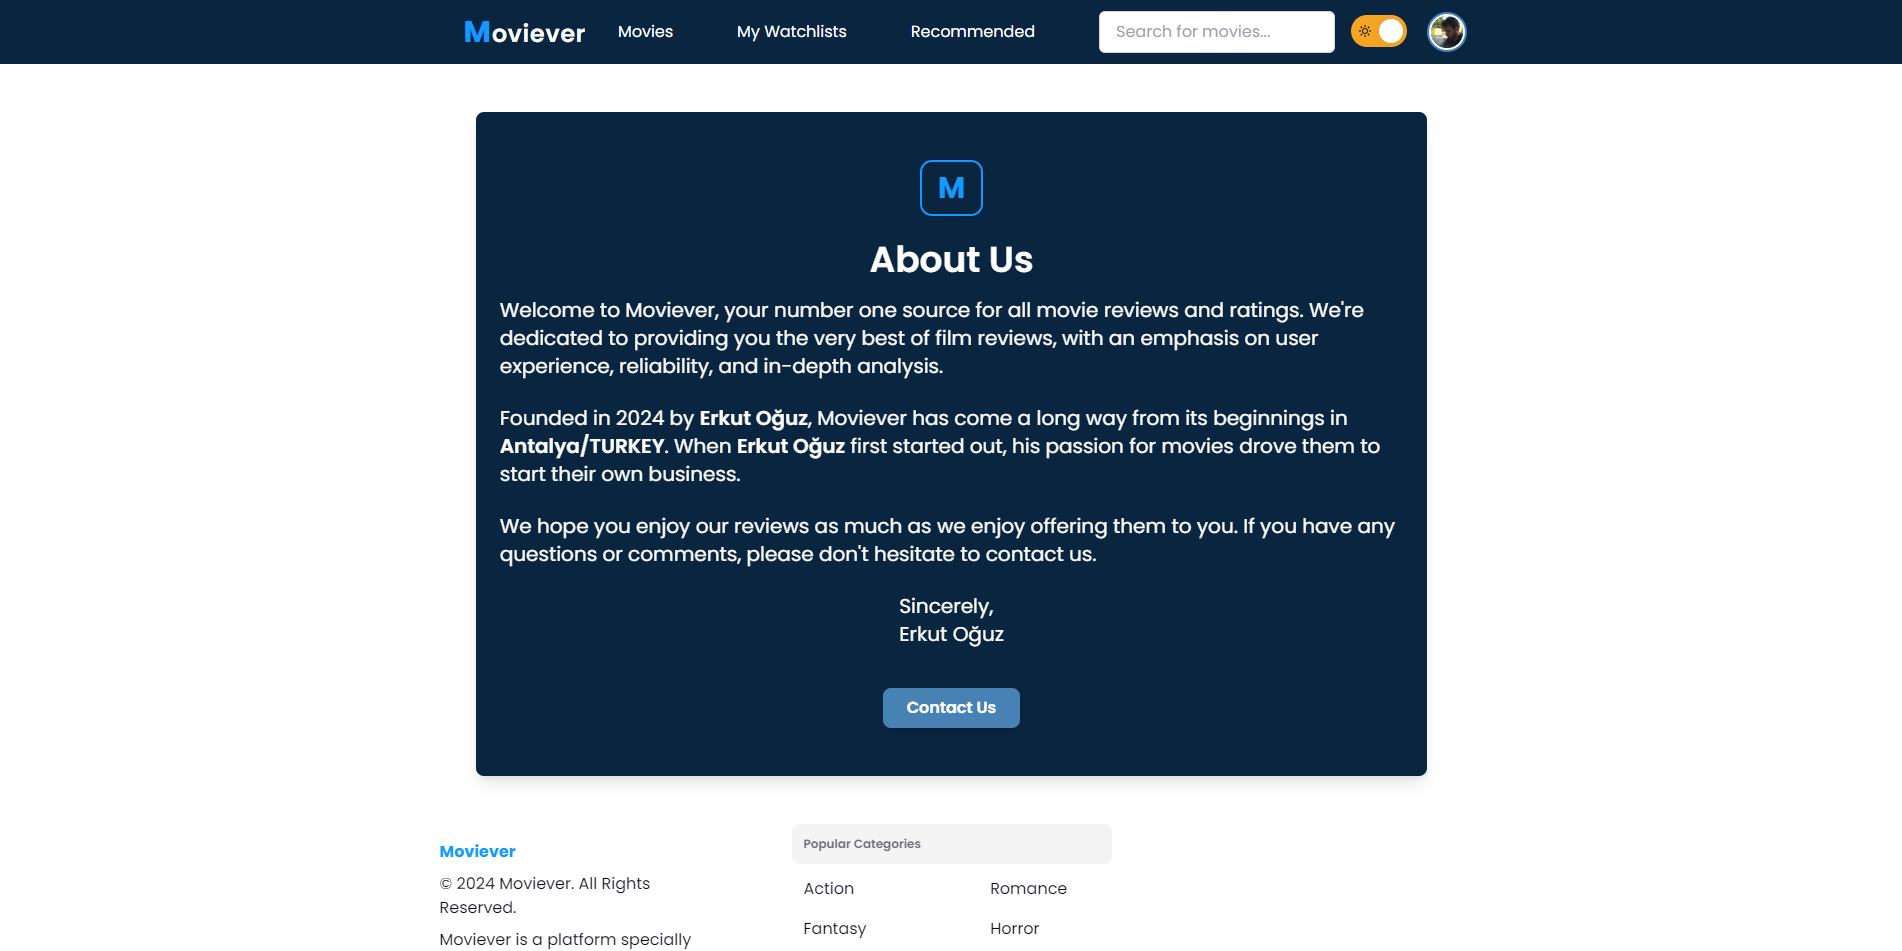 Moviever
Movies
My Watchlists
Recommended
Search for movies...
M
About Us
Welcome to Moviever, your number one source for all movie reviews and ratings. We're
dedicated to providing you the very best of film reviews, with an emphasis on user
experience, reliability, and in-depth analysis.
Founded in 2024 by Erkut Oğuz, Moviever has come a long way from its beginnings in
Antalya/TURKEY. When Erkut Oğuz first started out, his passion for movies drove them to
start their own business.
We hope you enjoy our reviews as much as we enjoy offering them to you. If you have any
questions or comments, please don't hesitate to contact us.
Sincerely,
Erkut Oğuz
Contact Us
Moviever
© 2024 Moviever. All Rights
Reserved.
Moviever is a platform specially
Popular Categories
Action
Romance
Fantasy
Horror